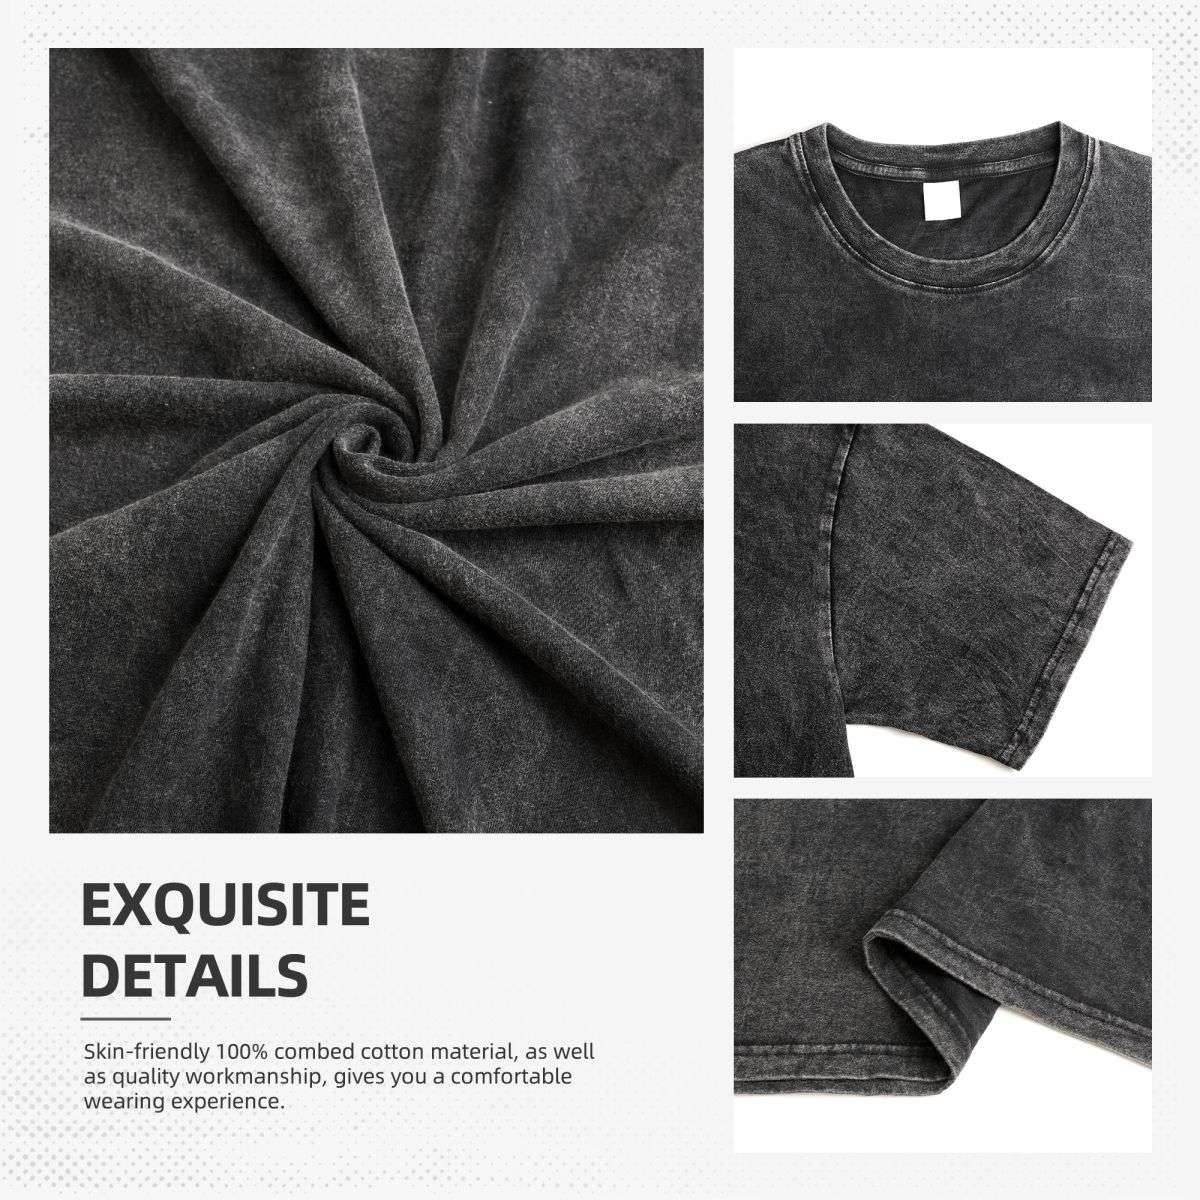 EXQUISITE
DETAILS
Skin-friendly 100% combed cotton material, as well
as quality workmanship, gives you a comfortable
wearing experience.